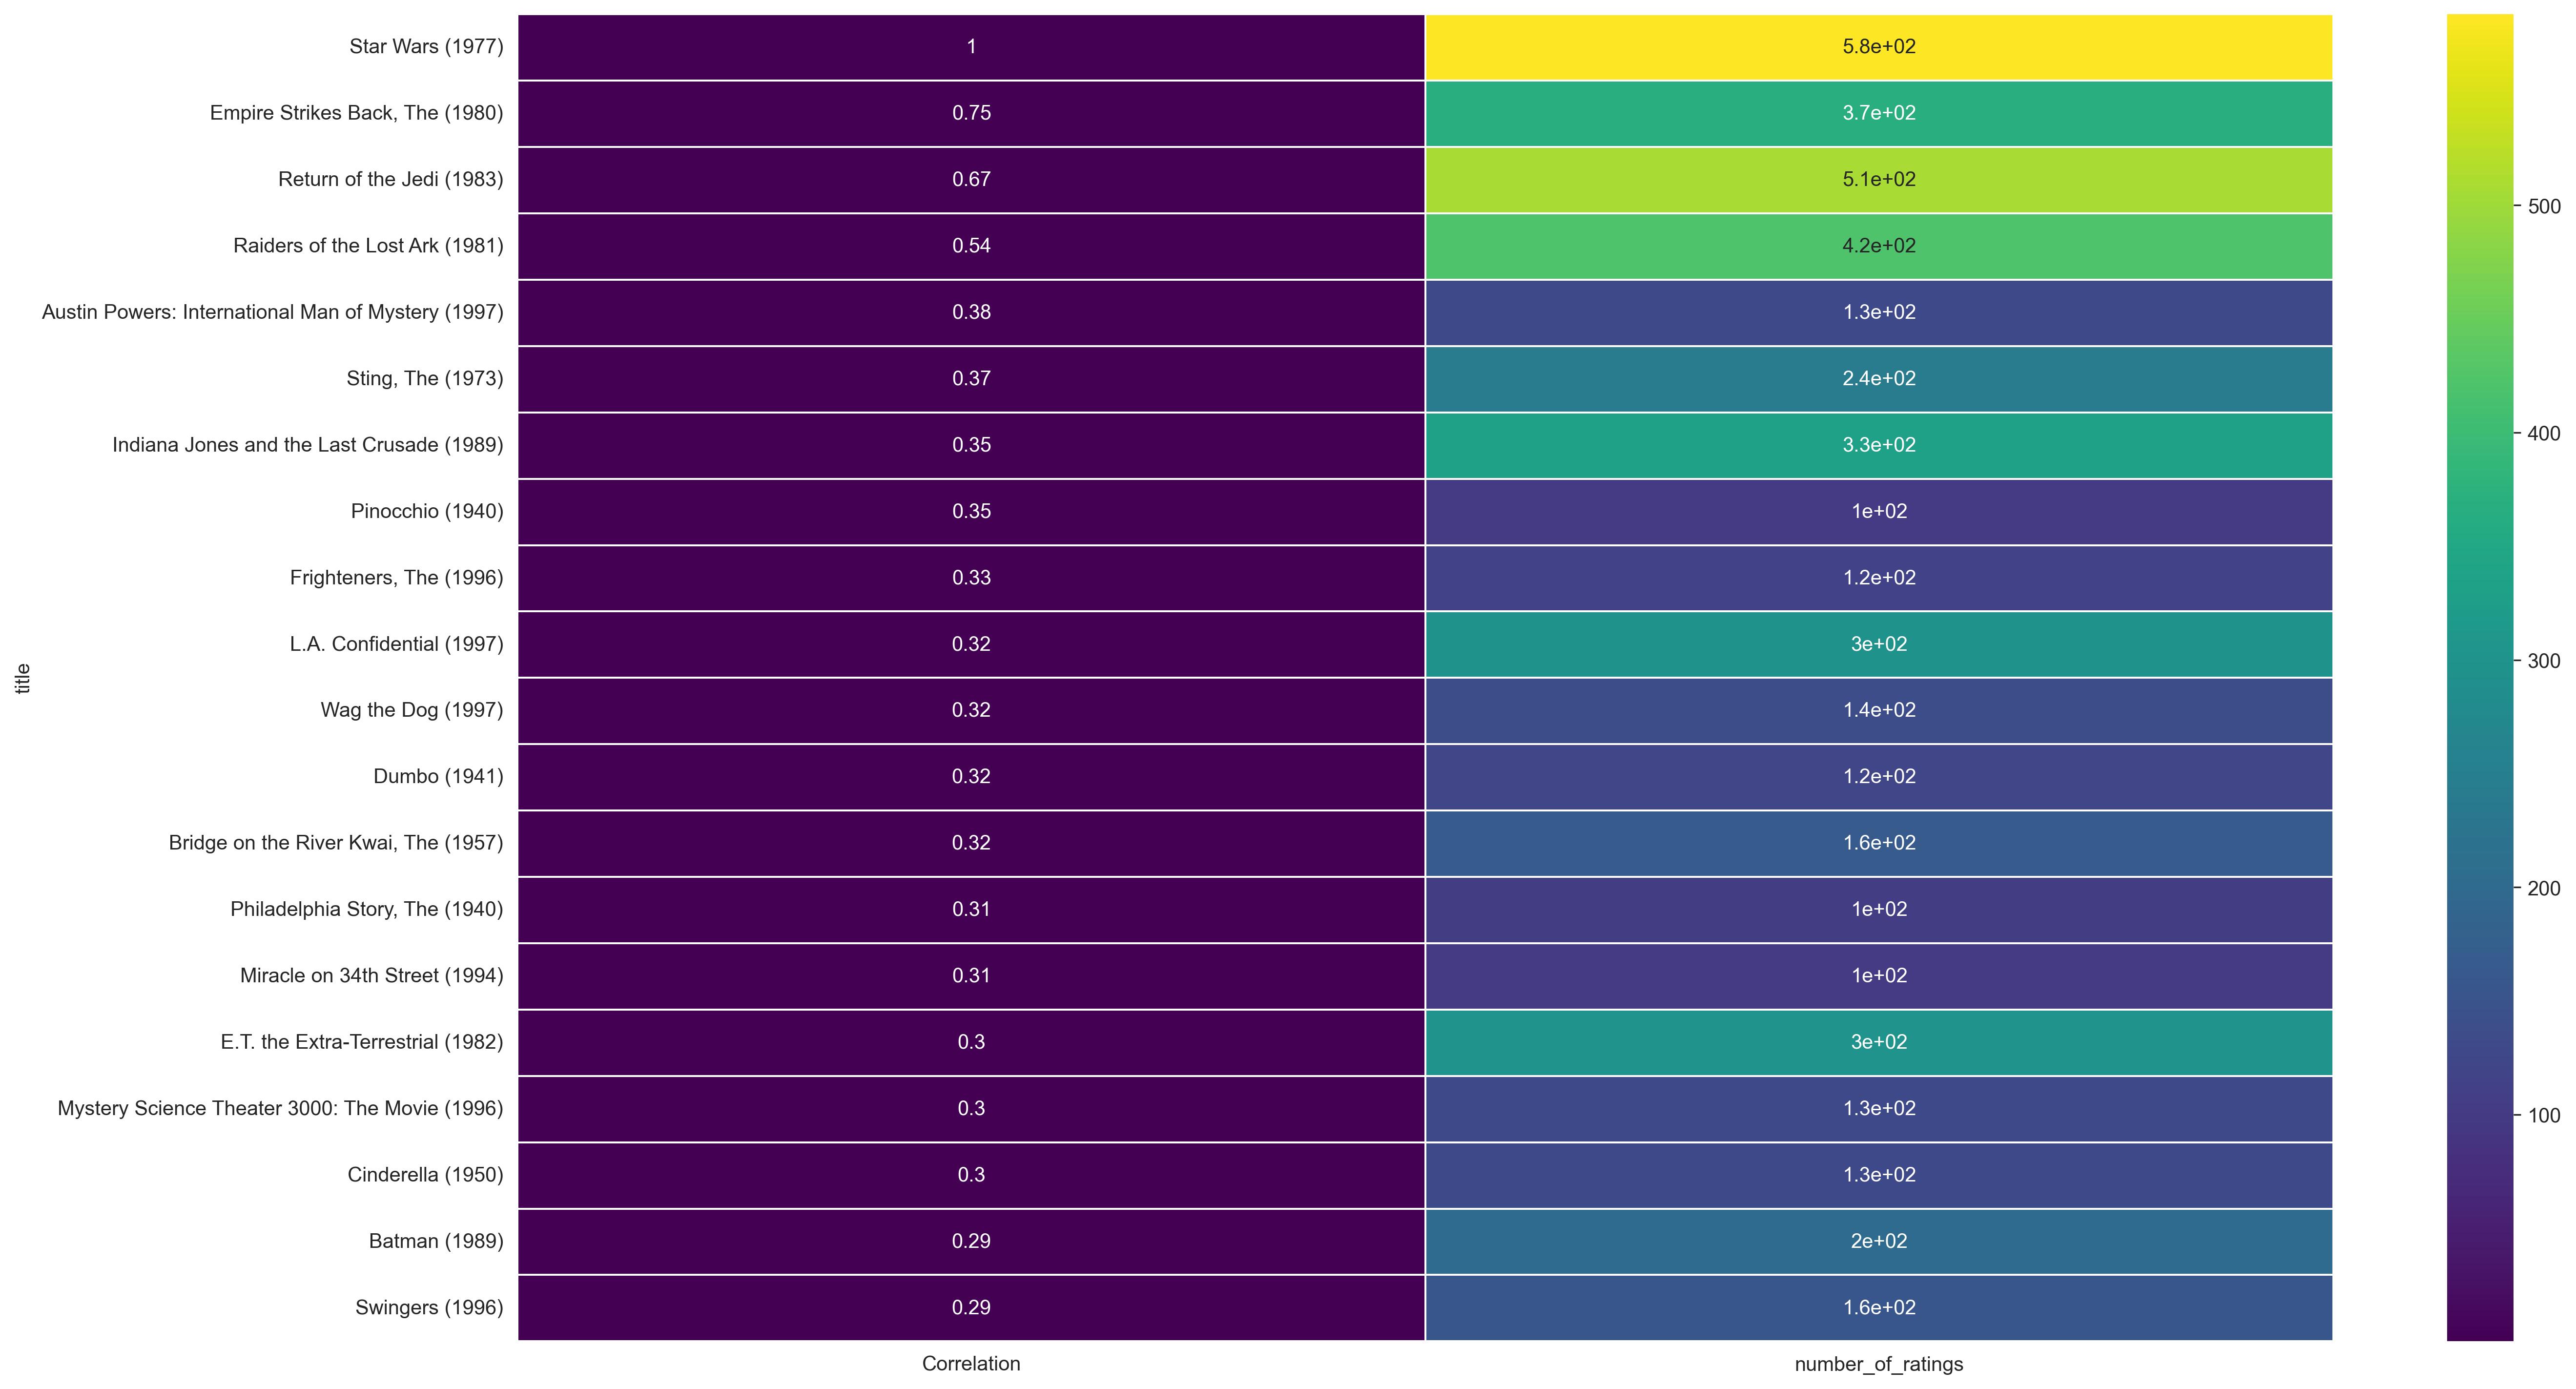 Star Wars (1977) 1 5.8e+02
Empire Strikes Back, The (1980) 0.75 3.7e+02
Return of the Jedi (1983) 0.67 5.1e+02
500
Raiders of the Lost Ark (1981) 0.54 4.2e+02
Austin Powers: International Man of Mystery (1997) 0.38 1.3e+02
Sting, The (1973) 0.37 2.4e+02
400
Indiana Jones and the Last Crusade (1989) 0.35 3.3e+02
Pinocchio (1940) 0.35 1e+02
Frighteners, The (1996) 0.33 1.2e+02
L.A. Confidential (1997) 0.32 3e+02
300
title
Wag the Dog (1997) 0.32 1.4e+02
Dumbo (1941) 0.32 1.2e+02
Bridge on the River Kwai, The (1957) 0.32 1.6e+02
200
Philadelphia Story, The (1940) 0.31 1e+02
Miracle on 34th Street (1994) 0.31 1e+02
E.T. the Extra-Terrestrial (1982) 0.3 3e+02
Mystery Science Theater 3000: The Movie (1996) 0.3 1.3e+02
100
Cinderella (1950) 0.3 1.3e+02
Batman (1989) 0.29 2e+02
Swingers (1996) 0.29 1.6e+02
Correlation number_of_ratings